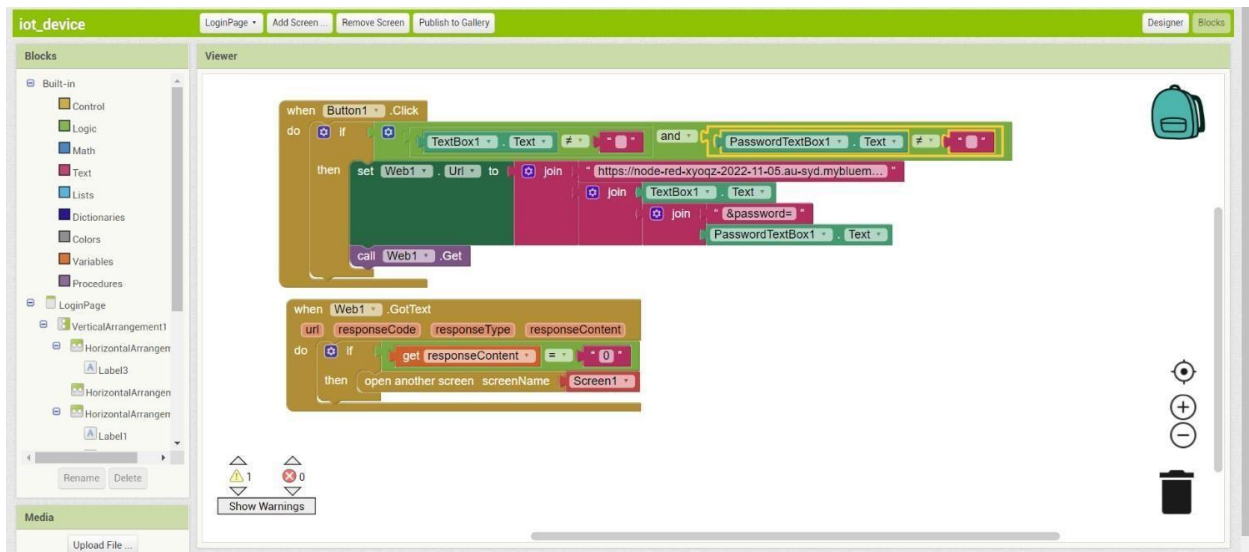 iot_device LoginPage Add Screen ... Remove Screen Publish to Gallery Designer Blocks
Blocks
Built-in
Control
Logic
Math
Text
Lists
Dictionaries
Colors
Variables
Procedures
LoginPage
VerticalArrangement1
HorizontalArrangem
Label3
HorizontalArrangem
HorizontalArrangem
Label1
Rename Delete
Media
Upload File ...
Viewer
when Button1 .Click
do if TextBox1 . Text ≠ " " and PasswordTextBox1 . Text ≠ " "
then set Web1 . Url to join " https://node-red-xyoqz-2022-11-05.au-syd.mybluem... "
join TextBox1 . Text
join " &password= "
PasswordTextBox1 . Text
call Web1 .Get
when Web1 .GotText
url responseCode responseType responseContent
do if get responseContent = " 0 "
then open another screen screenName Screen1
1 0
Show Warnings